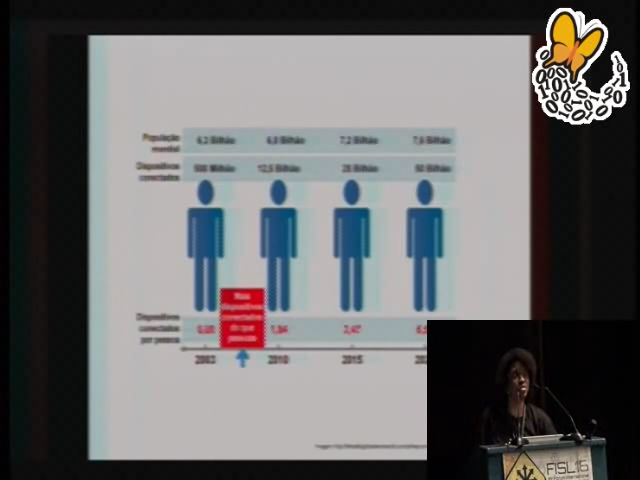 População
mundial
6,3 Bilhão
6,8 Bilhão
7,2 Bilhão
7,6 Bilhão
Dispositivos
conectados
500 Milhão
12,5 Bilhão
25 Bilhão
50 Bilhão
Mais
dispositivos
conectados
do que
pessoas
Dispositivos
conectados
por pessoa
0,08
1,84
3,47
2003
2010
2015
FISL16